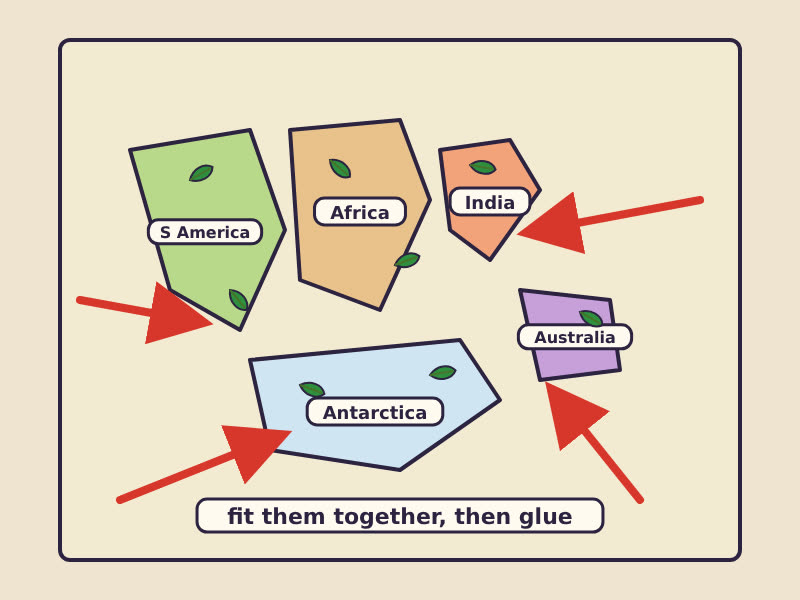 S America
Africa
India
Australia
Antarctica
fit them together, then glue